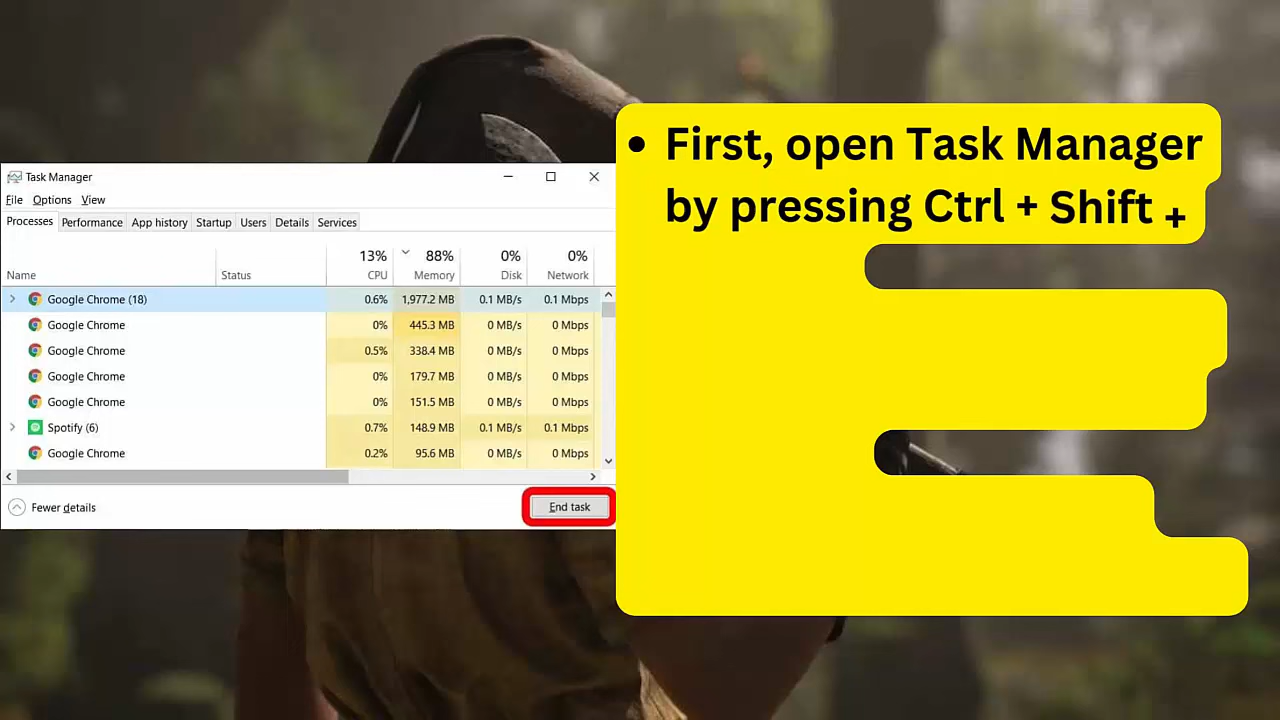 Task Manager
File Options View
Processes Performance App history Startup Users Details Services
13% 88% 0% 0%
Name Status CPU Memory Disk Network
Google Chrome (18) 0.6% 1,977.2 MB 0.1 MB/s 0.1 Mbps
Google Chrome 0% 445.3 MB 0 MB/s 0 Mbps
Google Chrome 0.5% 338.4 MB 0 MB/s 0 Mbps
Google Chrome 0% 179.7 MB 0 MB/s 0 Mbps
Google Chrome 0% 151.5 MB 0 MB/s 0 Mbps
Spotify (6) 0.7% 148.9 MB 0.1 MB/s 0.1 Mbps
Google Chrome 0.2% 95.6 MB 0 MB/s 0 Mbps
Fewer details End task
• First, open Task Manager
by pressing Ctrl + Shift +